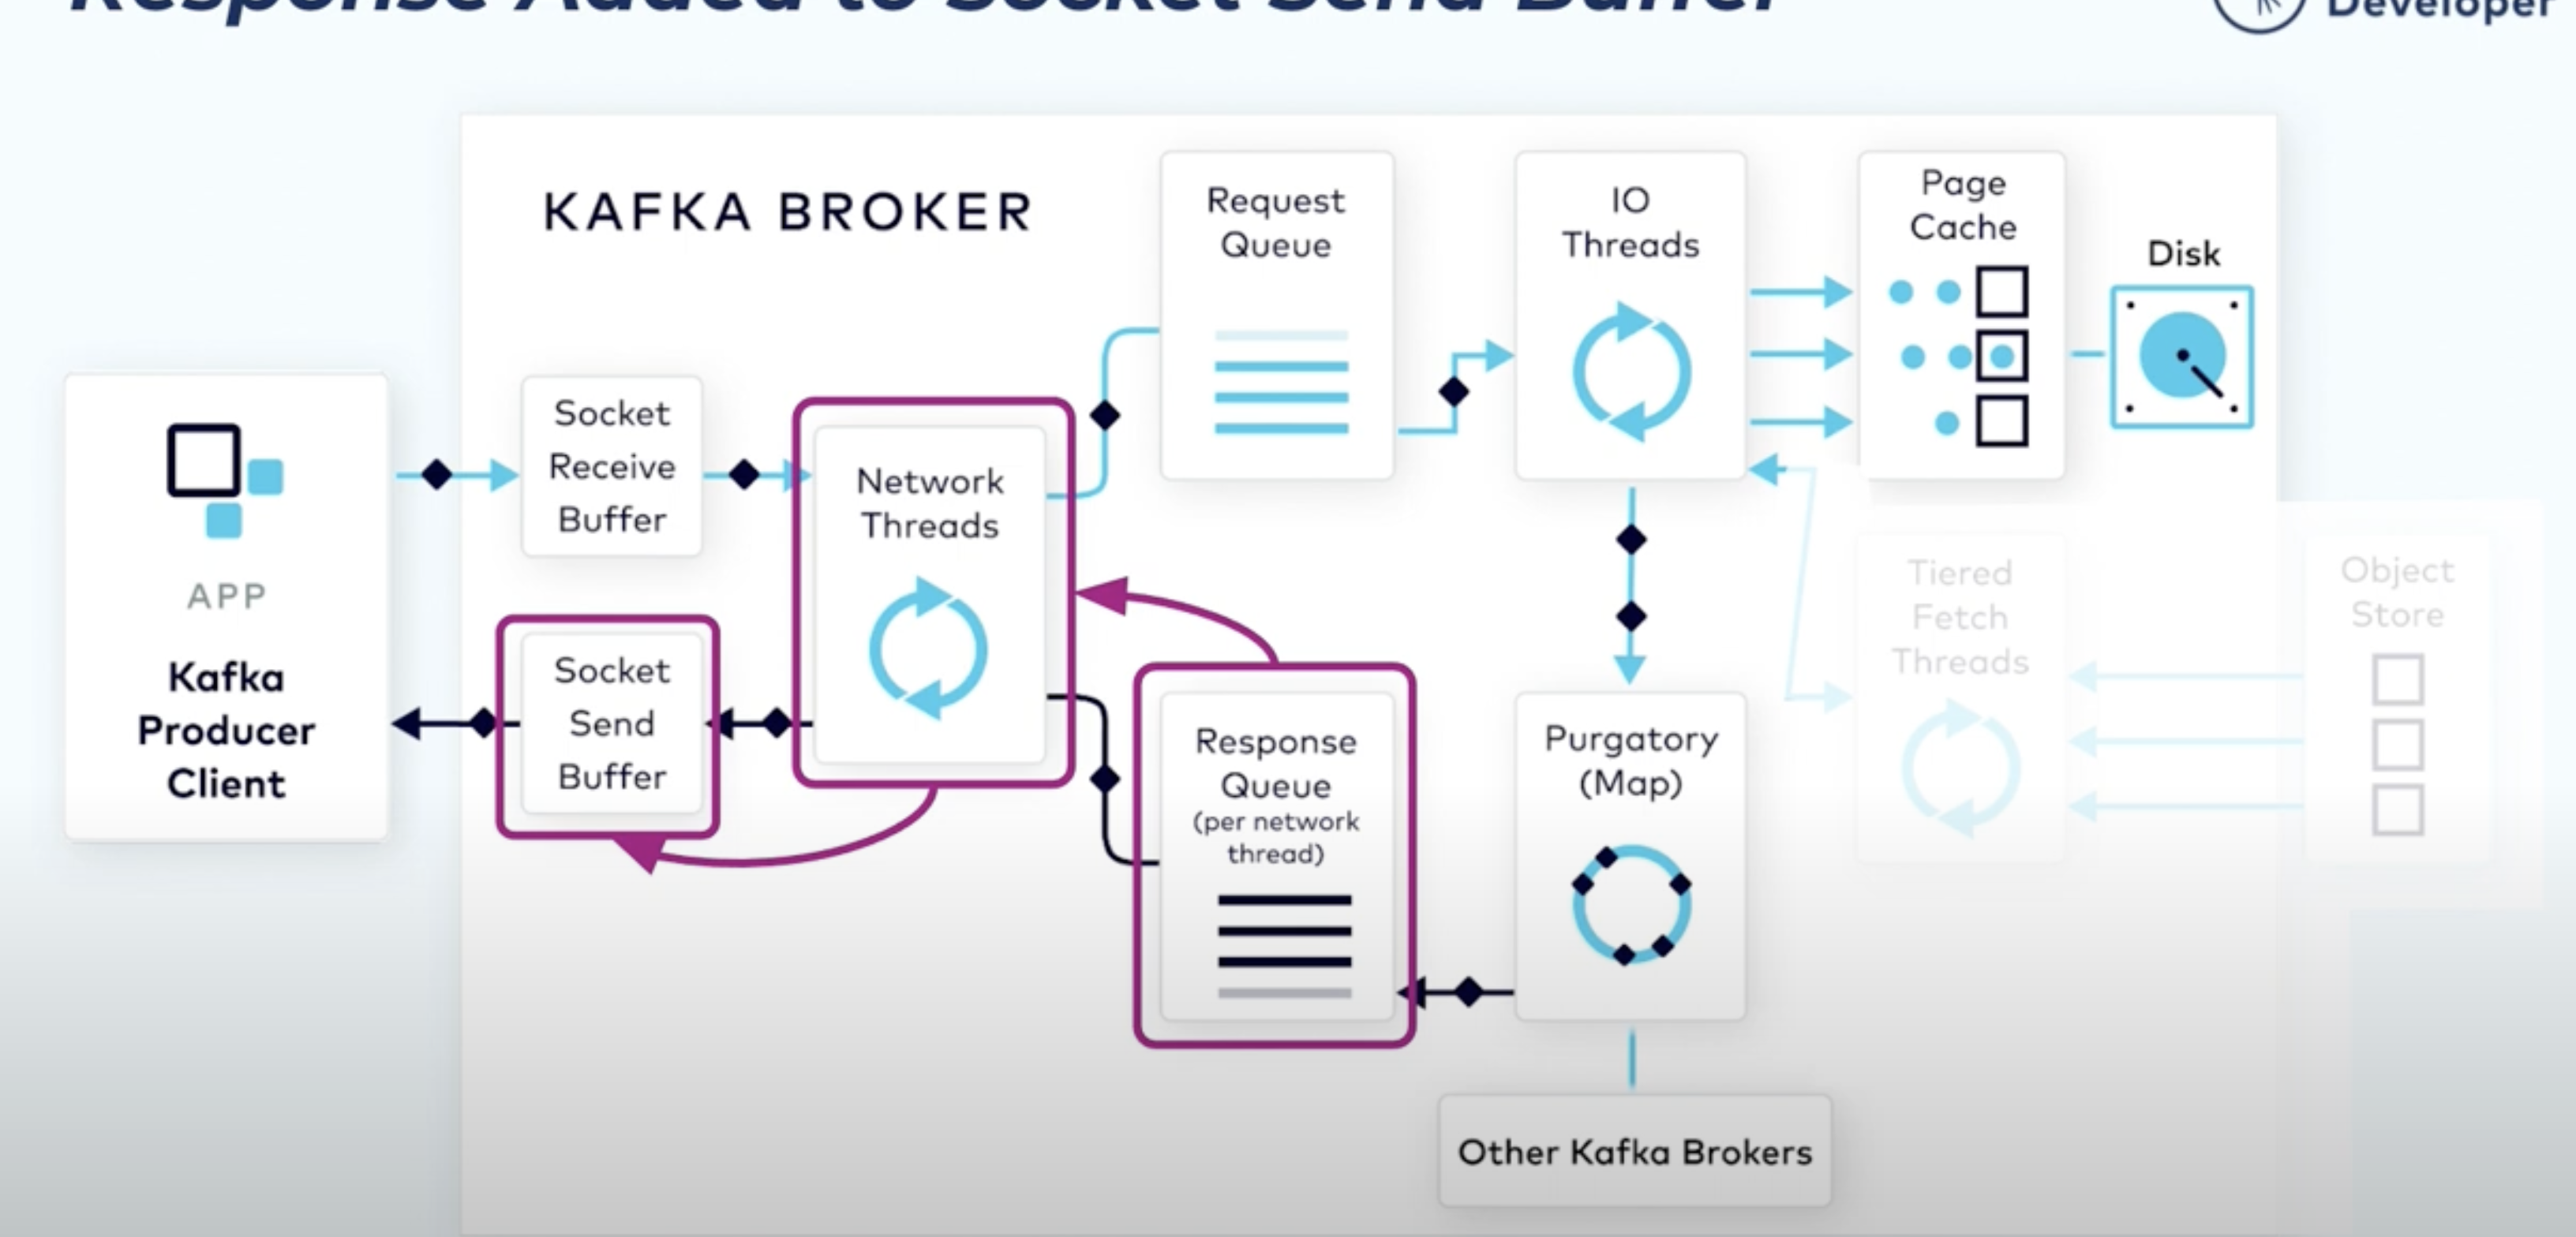 Response Added to Socket Send Buffer
Developer
KAFKA BROKER
Request
Queue
IO
Threads
Page
Cache
Disk
Socket
Receive
Buffer
Network
Threads
APP
Kafka
Producer
Client
Socket
Send
Buffer
Response
Queue
(per network
thread)
Purgatory
(Map)
Tiered
Fetch
Threads
Object
Store
Other Kafka Brokers